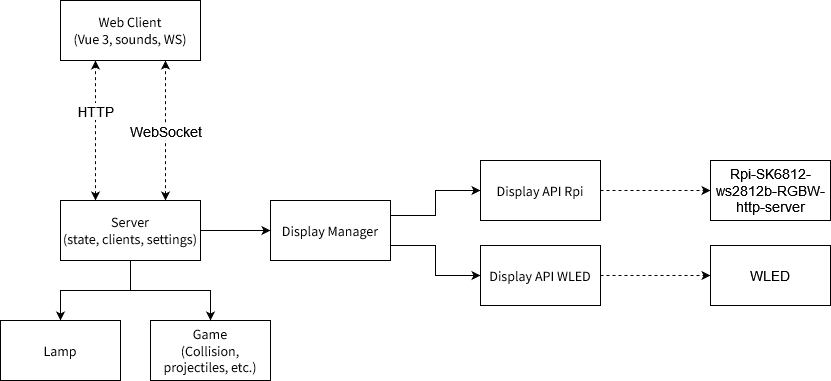 Web Client
(Vue 3, sounds, WS)
HTTP
WebSocket
Server
(state, clients, settings)
Display Manager
Display API Rpi
Rpi-SK6812-
ws2812b-RGBW-
http-server
Display API WLED
WLED
Lamp
Game
(Collision,
projectiles, etc.)